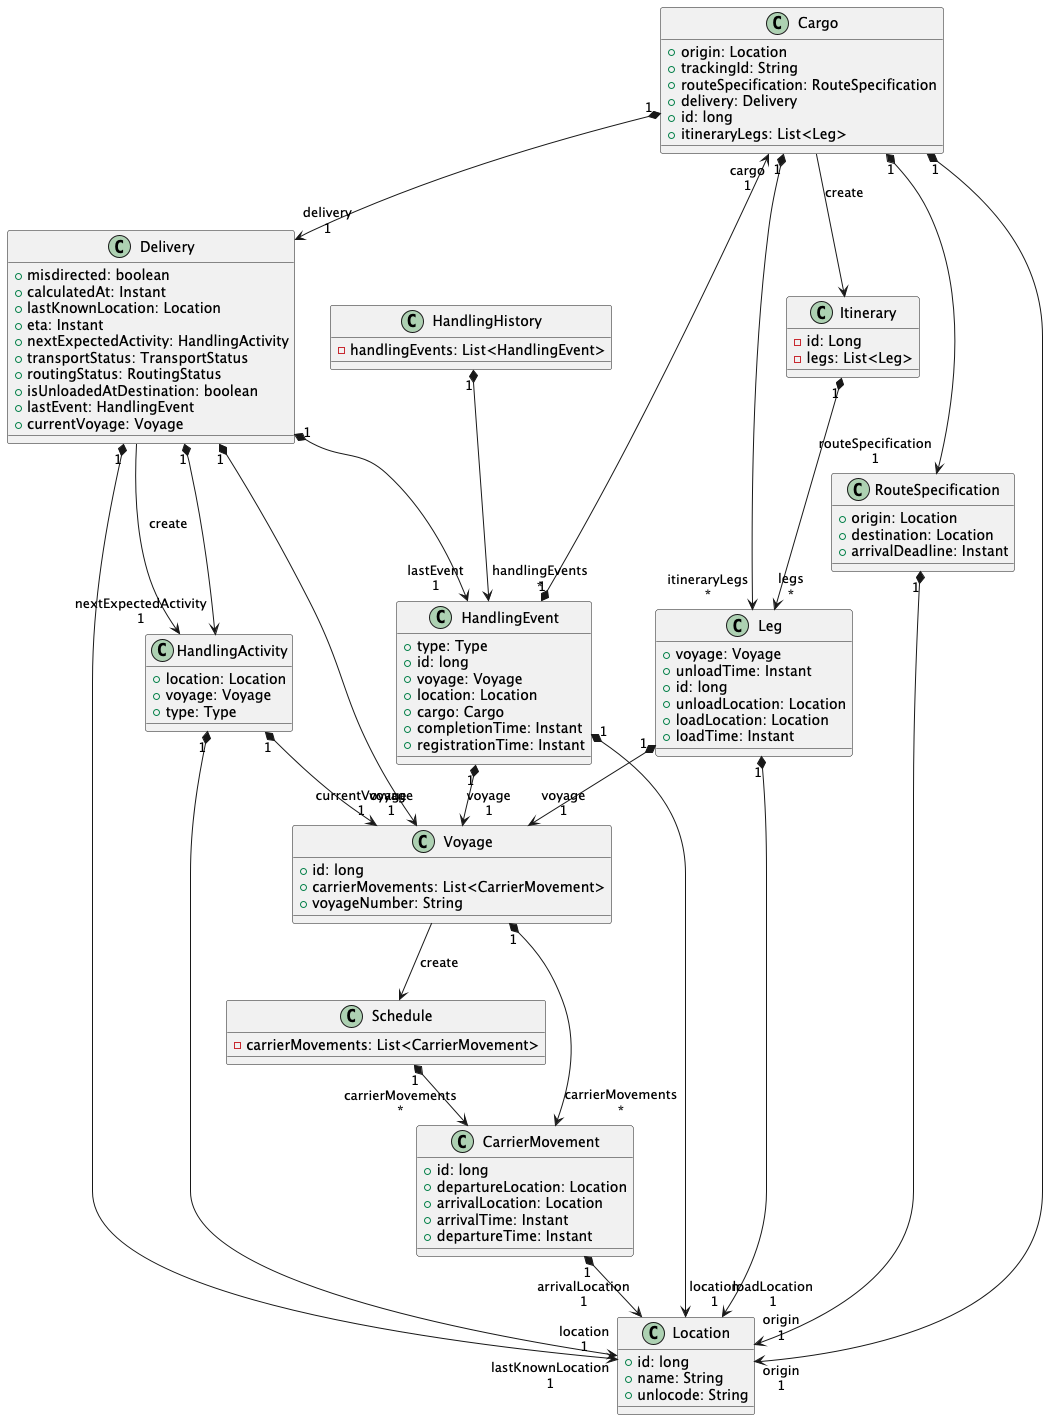 C Cargo
origin: Location
trackingId: String
routeSpecification: RouteSpecification
delivery: Delivery
id: long
itineraryLegs: List<Leg>
1
cargo
1
1
1
1
create
delivery
1
C Delivery
misdirected: boolean
calculatedAt: Instant
lastKnownLocation: Location
eta: Instant
nextExpectedActivity: HandlingActivity
transportStatus: TransportStatus
routingStatus: RoutingStatus
isUnloadedAtDestination: boolean
lastEvent: HandlingEvent
currentVoyage: Voyage
C HandlingHistory
handlingEvents: List<HandlingEvent>
C Itinerary
id: Long
legs: List<Leg>
1
1
1
1
1
1
routeSpecification
1
create
C RouteSpecification
origin: Location
destination: Location
arrivalDeadline: Instant
lastEvent
1
handlingEvents
*
1
itineraryLegs
*
legs
*
1
nextExpectedActivity
1
C HandlingActivity
location: Location
voyage: Voyage
type: Type
C HandlingEvent
type: Type
id: long
voyage: Voyage
location: Location
cargo: Cargo
completionTime: Instant
registrationTime: Instant
C Leg
voyage: Voyage
unloadTime: Instant
id: long
unloadLocation: Location
loadLocation: Location
loadTime: Instant
1
1
1
1
1
1
currentVoyage
1
voyage
1
voyage
1
voyage
1
C Voyage
id: long
carrierMovements: List<CarrierMovement>
voyageNumber: String
1
create
C Schedule
carrierMovements: List<CarrierMovement>
1
carrierMovements
*
carrierMovements
*
C CarrierMovement
id: long
departureLocation: Location
arrivalLocation: Location
arrivalTime: Instant
departureTime: Instant
1
arrivalLocation
1
location
1
loadLocation
1
origin
1
location
1
lastKnownLocation
1
origin
1
C Location
id: long
name: String
unlocode: String